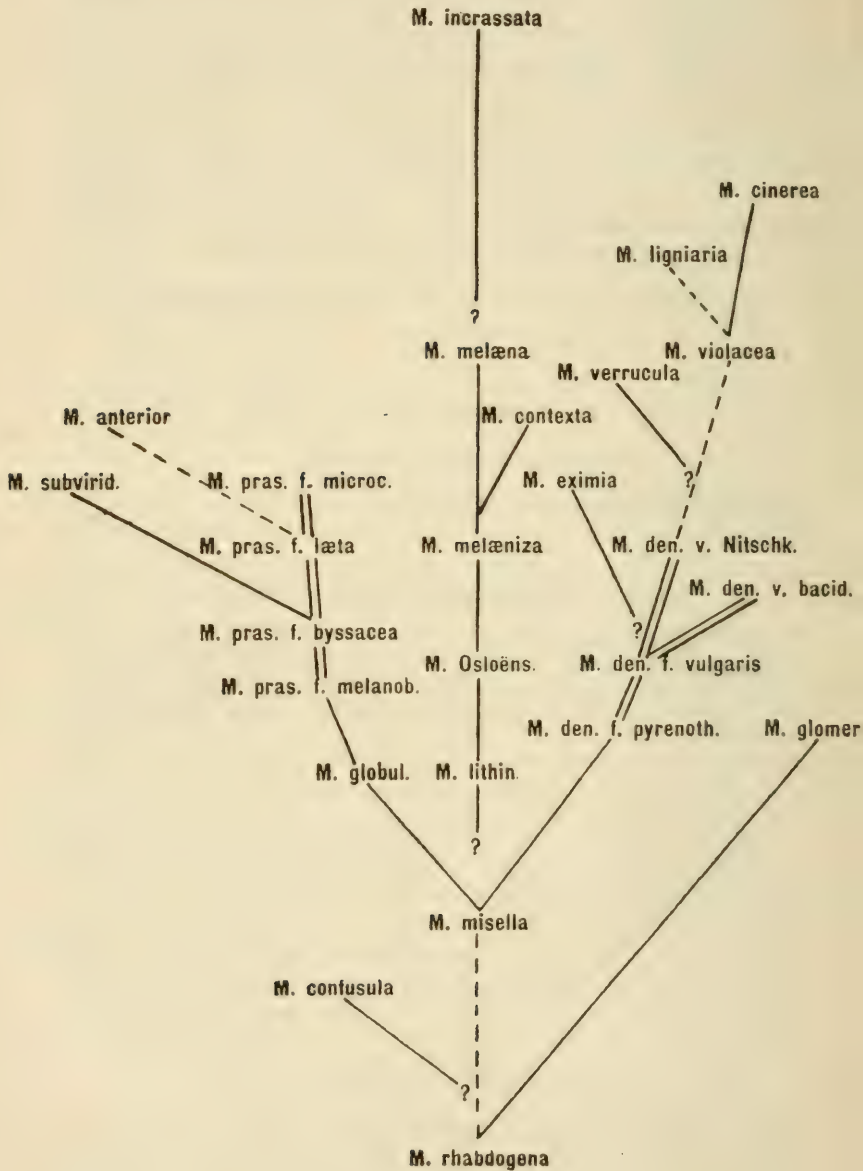 M. incrassata
M. cinerea
M. ligniaria
?
M. melæna
M. violacea
M. verrucula
M. anterior
M. contexta
M. subvirid.
M. pras. f. microc.
M. eximia
?
M. pras. f. læta
M. melæniza
M. den. v. Nitschk.
M. den. v. bacid.
M. pras. f. byssacea
?
M. Osloëns.
M. den. f. vulgaris
M. pras. f. melanob.
M. den. f. pyrenoth.
M. glomer
M. globul.
M. lithin.
?
M. misella
M. confusula
?
M. rhabdogena